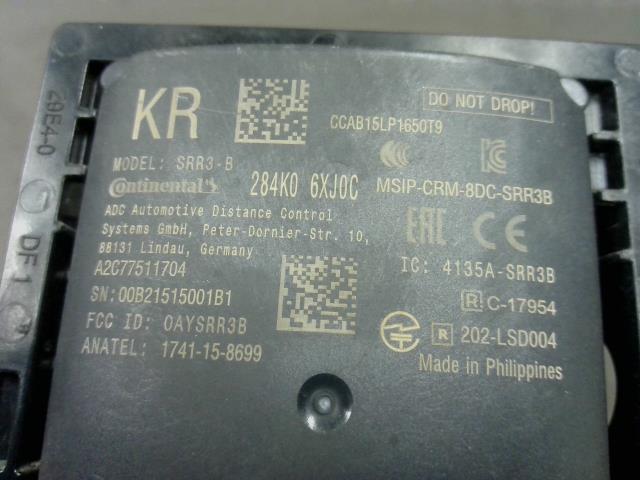 KR
DO NOT DROP!
CCAB15LP1650T9
MODEL: SRR3-B
Continental
284K0 6XJ0C
MSIP-CRM-8DC-SRR3B
ADC Automotive Distance Control
Systems GmbH, Peter-Dornier-Str. 10,
88131 Lindau, Germany
EAC CE
A2C77511704
IC: 4135A-SRR3B
SN:00B21515001B1
R C-17954
FCC ID: OAYSRR3B
R 202-LSD004
ANATEL: 1741-15-8699
Made in Philippines
DF 1